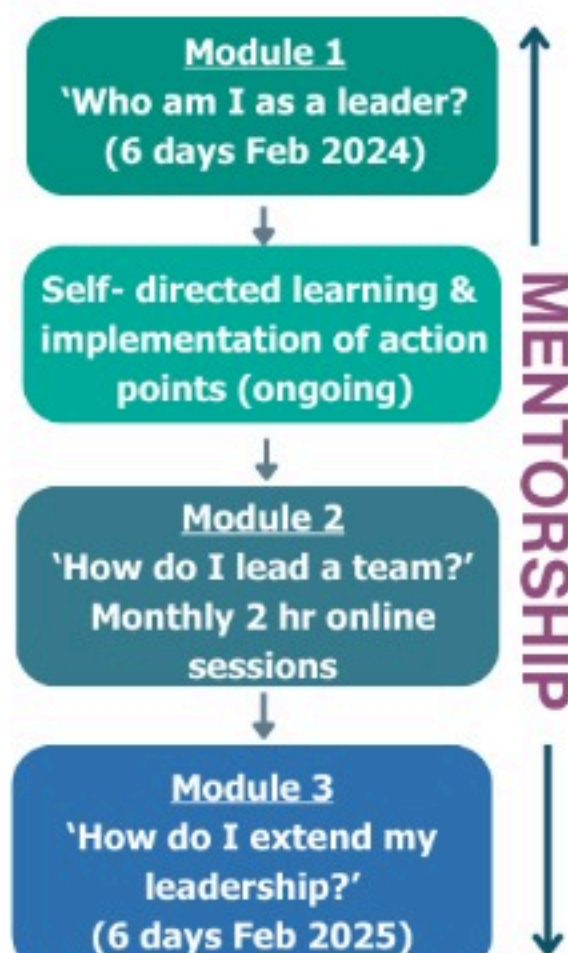 Module 1
‘Who am I as a leader?
(6 days Feb 2024)
Self- directed learning &
implementation of action
points (ongoing)
Module 2
‘How do I lead a team?’
Monthly 2 hr online
sessions
Module 3
‘How do I extend my
leadership?’
(6 days Feb 2025)
MENTORSHIP